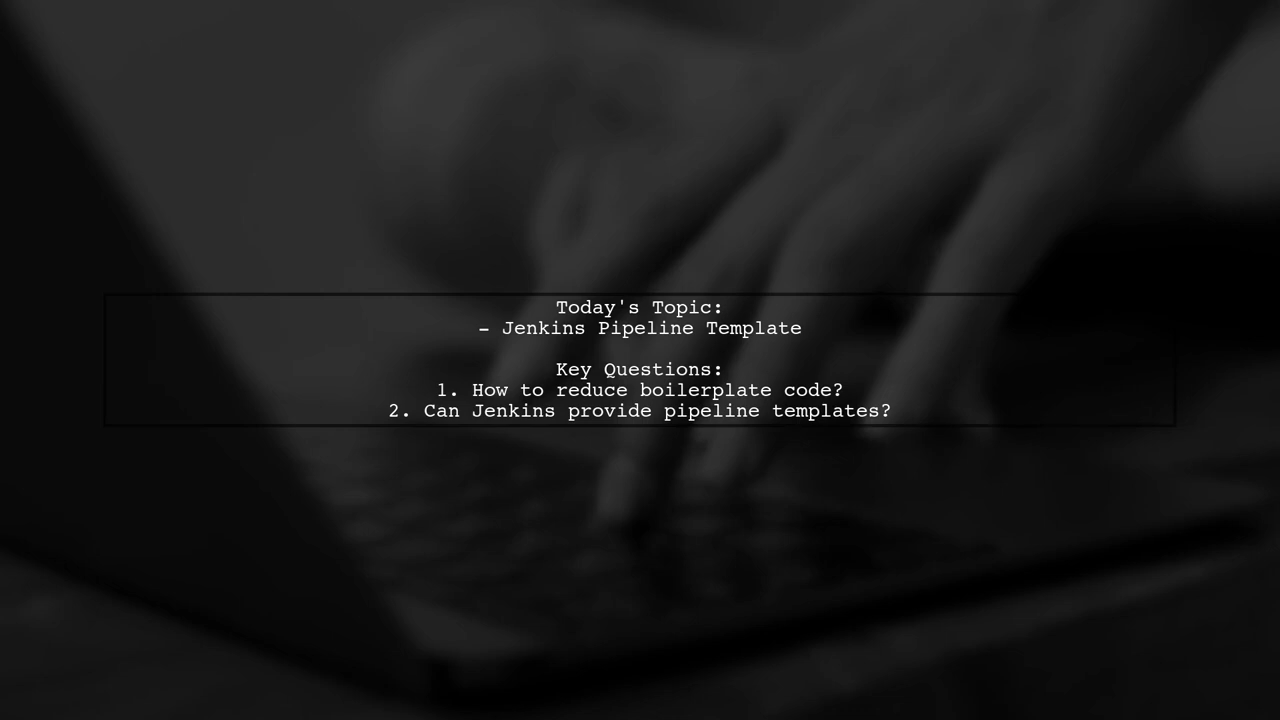 Today's Topic:
- Jenkins Pipeline Template
Key Questions:
1. How to reduce boilerplate code?
2. Can Jenkins provide pipeline templates?